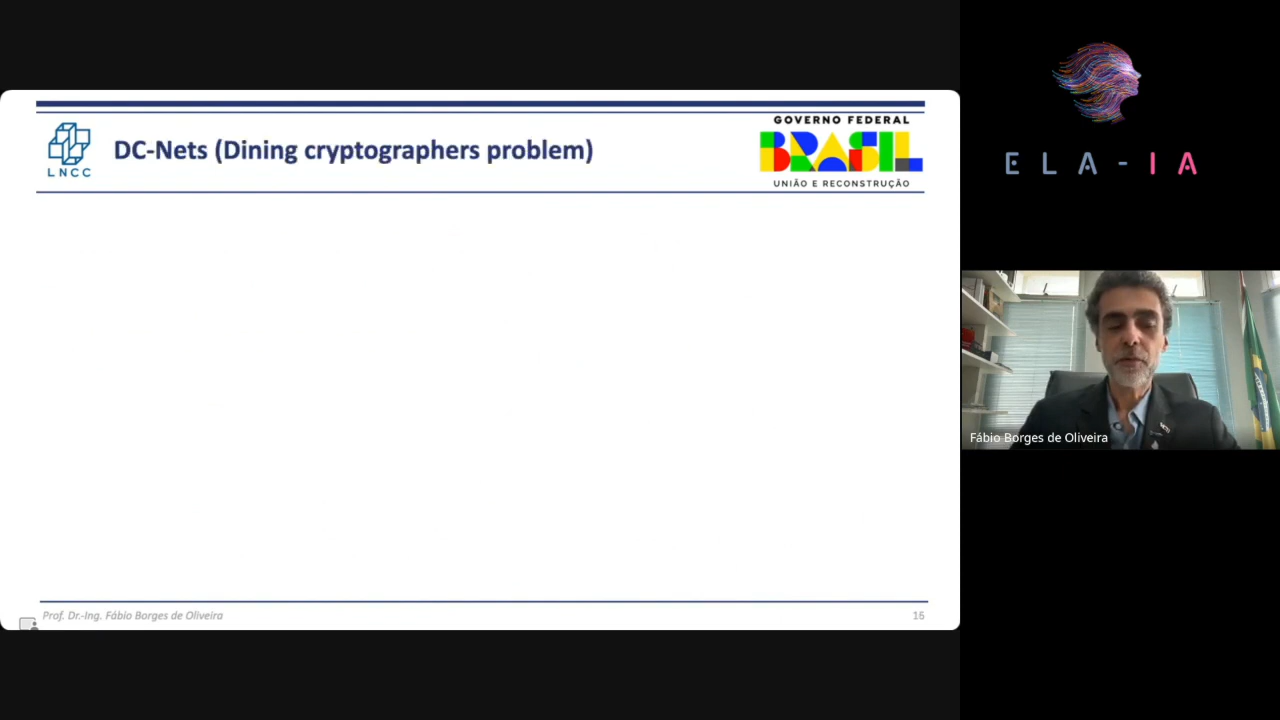 LNCC
DC-Nets (Dining cryptographers problem)
GOVERNO FEDERAL
BRASIL
UNIÃO E RECONSTRUÇÃO
Prof. Dr.-Ing. Fábio Borges de Oliveira
16
ELA-IA
Fábio Borges de Oliveira